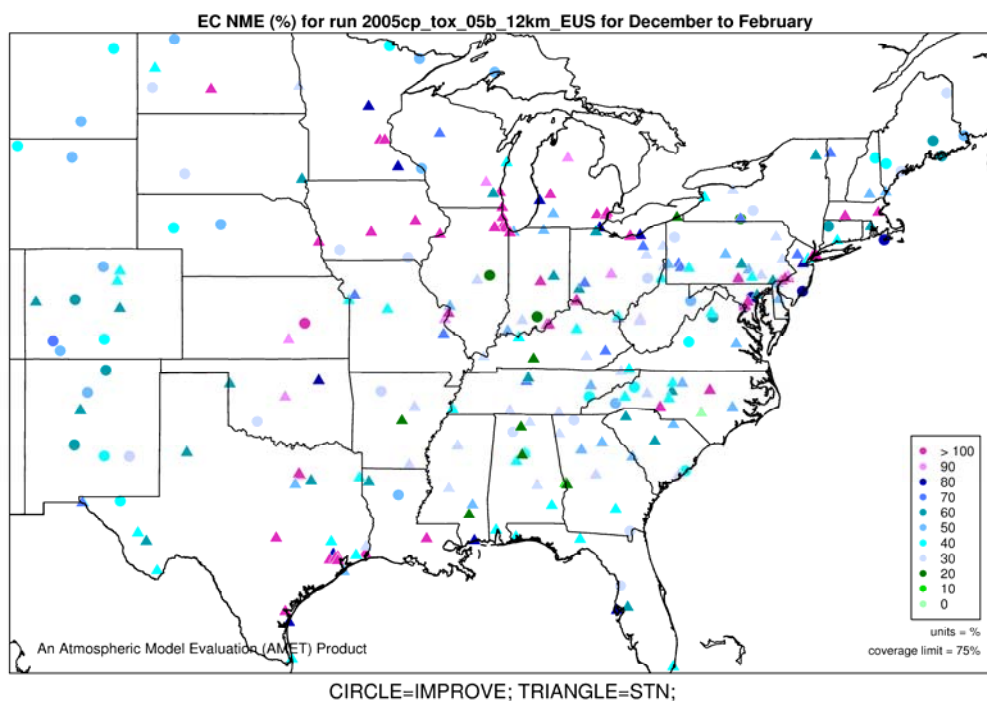 EC NME (%) for run 2005cp_tox_05b_12km_EUS for December to February
> 100
90
80
70
60
50
40
30
20
10
0
units = %
coverage limit = 75%
An Atmospheric Model Evaluation (AMET) Product
CIRCLE=IMPROVE; TRIANGLE=STN;